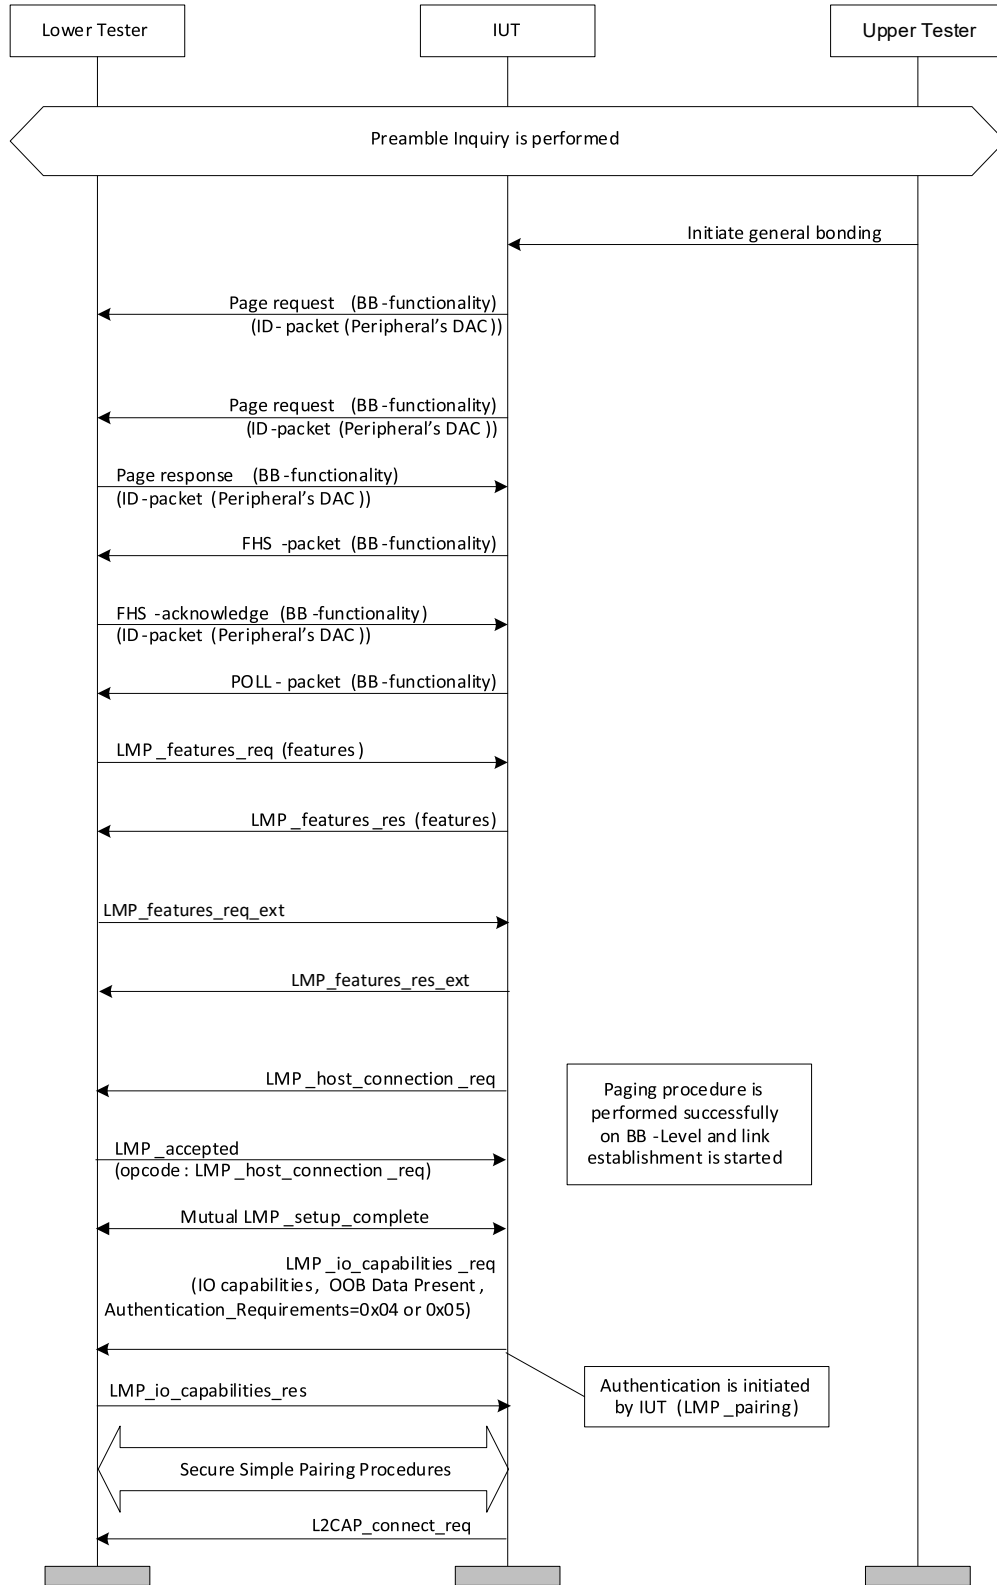 Lower Tester
IUT
Upper Tester
Preamble Inquiry is performed
Initiate general bonding
Page request (BB-functionality)
(ID- packet (Peripheral's DAC))
Page request (BB-functionality)
(ID-packet (Peripheral's DAC))
Page response (BB-functionality)
(ID-packet (Peripheral's DAC))
FHS -packet (BB-functionality)
FHS -acknowledge (BB-functionality)
(ID-packet (Peripheral's DAC))
POLL - packet (BB-functionality)
LMP_features_req (features)
LMP_features_res (features)
LMP_features_req_ext
LMP_features_res_ext
LMP_host_connection_req
Paging procedure is
performed successfully
on BB-Level and link
establishment is started
LMP_accepted
(opcode: LMP_host_connection_req)
Mutual LMP_setup_complete
LMP_io_capabilities_req
(IO capabilities, OOB Data Present,
Authentication_Requirements=0x04 or 0x05)
Authentication is initiated
by IUT (LMP_pairing)
LMP_io_capabilities_res
Secure Simple Pairing Procedures
L2CAP_connect_req